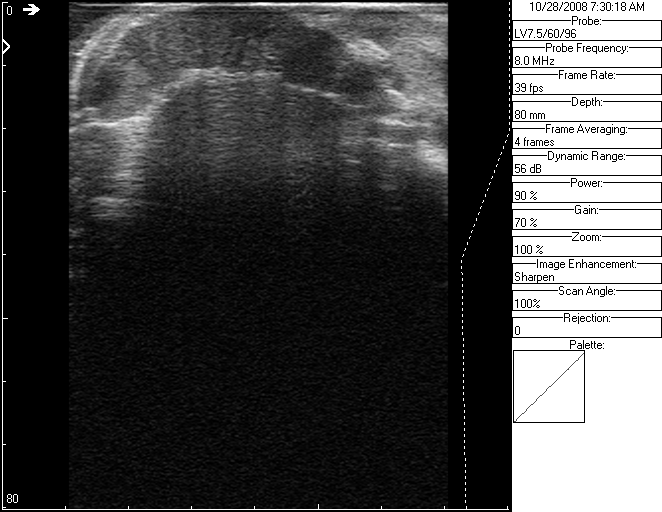 0
80
10/28/2008 7:30:18 AM
Probe:
LV7.5/60/96
Probe Frequency:
8.0 MHz
Frame Rate:
39 fps
Depth:
80 mm
Frame Averaging:
4 frames
Dynamic Range:
56 dB
Power:
90 %
Gain:
70 %
Zoom:
100 %
Image Enhancement:
Sharpen
Scan Angle:
100%
Rejection:
0
Palette: